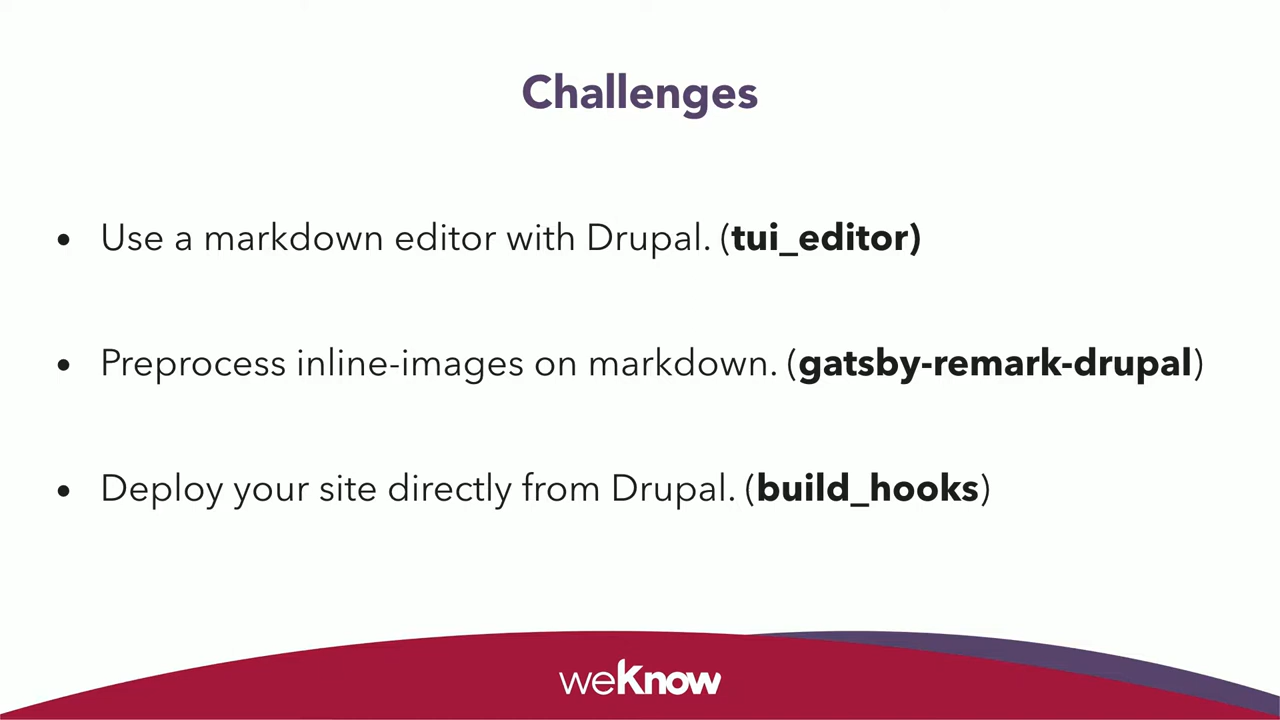 Challenges
• Use a markdown editor with Drupal. (tui_editor)
• Preprocess inline-images on markdown. (gatsby-remark-drupal)
• Deploy your site directly from Drupal. (build_hooks)
weKnow